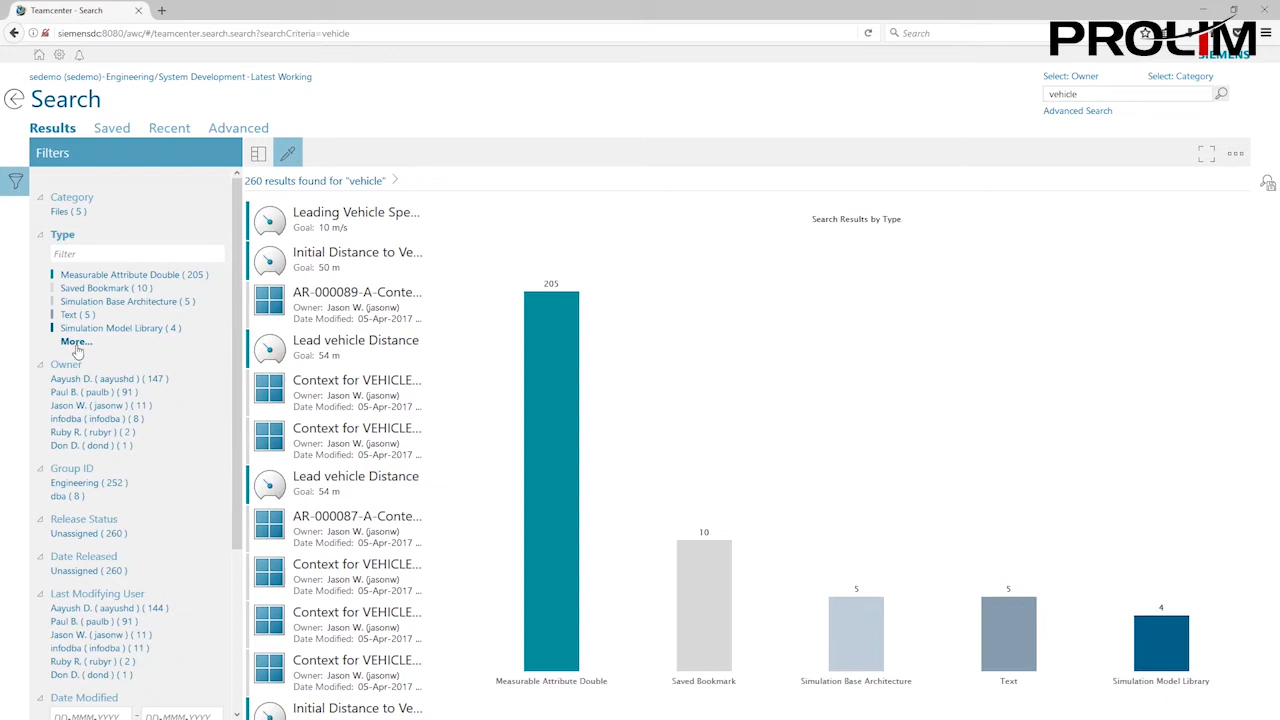 Teamcenter - Search
siemensdc:8080/awc/#/teamcenter.search.search?searchCriteria=vehicle
Search
PROLIM
SIEMENS
sedemo (sedemo) - Engineering/System Development - Latest Working
Select: Owner
Select: Category
Search
vehicle
Advanced Search
Results
Saved
Recent
Advanced
Filters
260 results found for "vehicle"
Category
Files ( 5 )
Type
Filter
Measurable Attribute Double ( 205 )
Saved Bookmark ( 10 )
Simulation Base Architecture ( 5 )
Text ( 5 )
Simulation Model Library ( 4 )
More...
Owner
Aayush D. ( aayushd ) ( 147 )
Paul B. ( paulb ) ( 91 )
Jason W. ( jasonw ) ( 11 )
infodba ( infodba ) ( 8 )
Ruby R. ( rubyr ) ( 2 )
Don D. ( dond ) ( 1 )
Group ID
Engineering ( 252 )
dba ( 8 )
Release Status
Unassigned ( 260 )
Date Released
Unassigned ( 260 )
Last Modifying User
Aayush D. ( aayushd ) ( 144 )
Paul B. ( paulb ) ( 91 )
Jason W. ( jasonw ) ( 11 )
infodba ( infodba ) ( 11 )
Ruby R. ( rubyr ) ( 2 )
Don D. ( dond ) ( 1 )
Date Modified
DD-MMM-YYYY - DD-MMM-YYYY
Leading Vehicle Spe...
Goal: 10 m/s
Initial Distance to Ve...
Goal: 50 m
AR-000089-A-Conte...
Owner: Jason W. (jasonw)
Date Modified: 05-Apr-2017 ...
Lead vehicle Distance
Goal: 54 m
Context for VEHICLE...
Owner: Jason W. (jasonw)
Date Modified: 05-Apr-2017 ...
Context for VEHICLE...
Owner: Jason W. (jasonw)
Date Modified: 05-Apr-2017 ...
Lead vehicle Distance
Goal: 54 m
AR-000087-A-Conte...
Owner: Jason W. (jasonw)
Date Modified: 05-Apr-2017 ...
Context for VEHICLE...
Owner: Jason W. (jasonw)
Date Modified: 05-Apr-2017 ...
Context for VEHICLE...
Owner: Jason W. (jasonw)
Date Modified: 05-Apr-2017 ...
Context for VEHICLE...
Owner: Jason W. (jasonw)
Date Modified: 05-Apr-2017 ...
Initial Distance to Ve...
Search Results by Type
205
10
5
5
4
Measurable Attribute Double
Saved Bookmark
Simulation Base Architecture
Text
Simulation Model Library